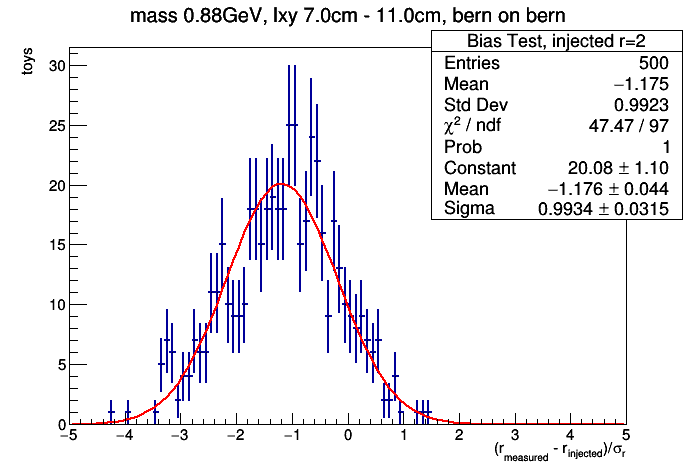 mass 0.88GeV, lxy 7.0cm - 11.0cm, bern on bern
Bias Test, injected r=2
Entries 500
Mean −1.175
Std Dev 0.9923
χ² / ndf 47.47 / 97
Prob 1
Constant 20.08 ± 1.10
Mean −1.176 ± 0.044
Sigma 0.9934 ± 0.0315
toys
30
25
20
15
10
5
0
−5 −4 −3 −2 −1 0 1 2 3 4 5
(r_measured - r_injected)/σ_r